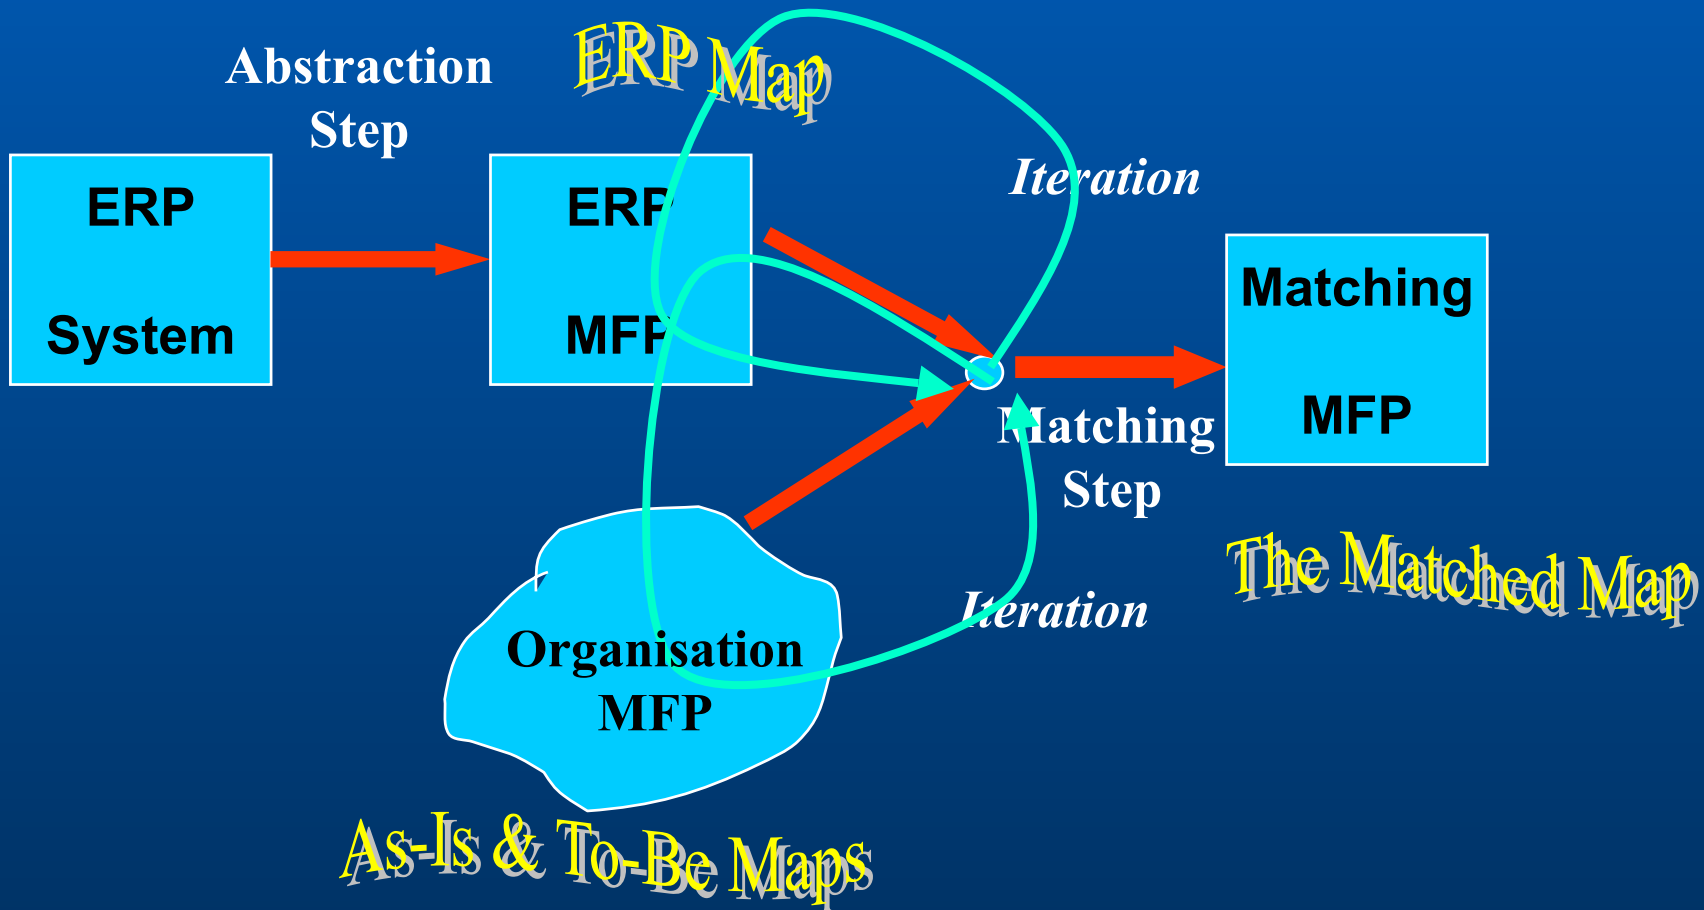 Abstraction
Step
ERP Map
ERP
System
ERP
MFP
Iteration
Matching
MFP
Matching
Step
The Matched Map
Iteration
Organisation
MFP
As-Is & To-Be Maps